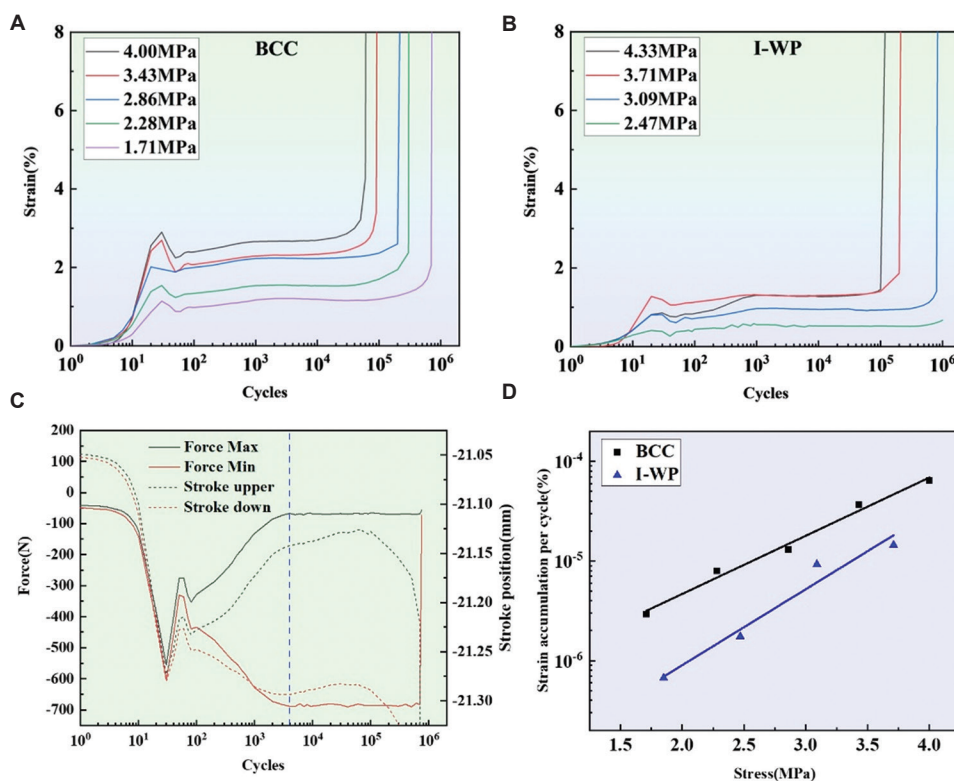 A
BCC
4.00MPa
3.43MPa
2.86MPa
2.28MPa
1.71MPa
Strain(%)
8
6
4
2
0
10^0 10^1 10^2 10^3 10^4 10^5 10^6
Cycles
B
I-WP
4.33MPa
3.71MPa
3.09MPa
2.47MPa
Strain(%)
8
6
4
2
0
10^0 10^1 10^2 10^3 10^4 10^5 10^6
Cycles
C
Force Max
Force Min
Stroke upper
Stroke down
Force(N)
200
100
0
-100
-200
-300
-400
-500
-600
-700
Stroke position(mm)
-21.05
-21.10
-21.15
-21.20
-21.25
-21.30
10^0 10^1 10^2 10^3 10^4 10^5 10^6
Cycles
D
BCC
I-WP
Strain accumulation per cycle(%)
10^-4
10^-5
10^-6
1.5 2.0 2.5 3.0 3.5 4.0
Stress(MPa)